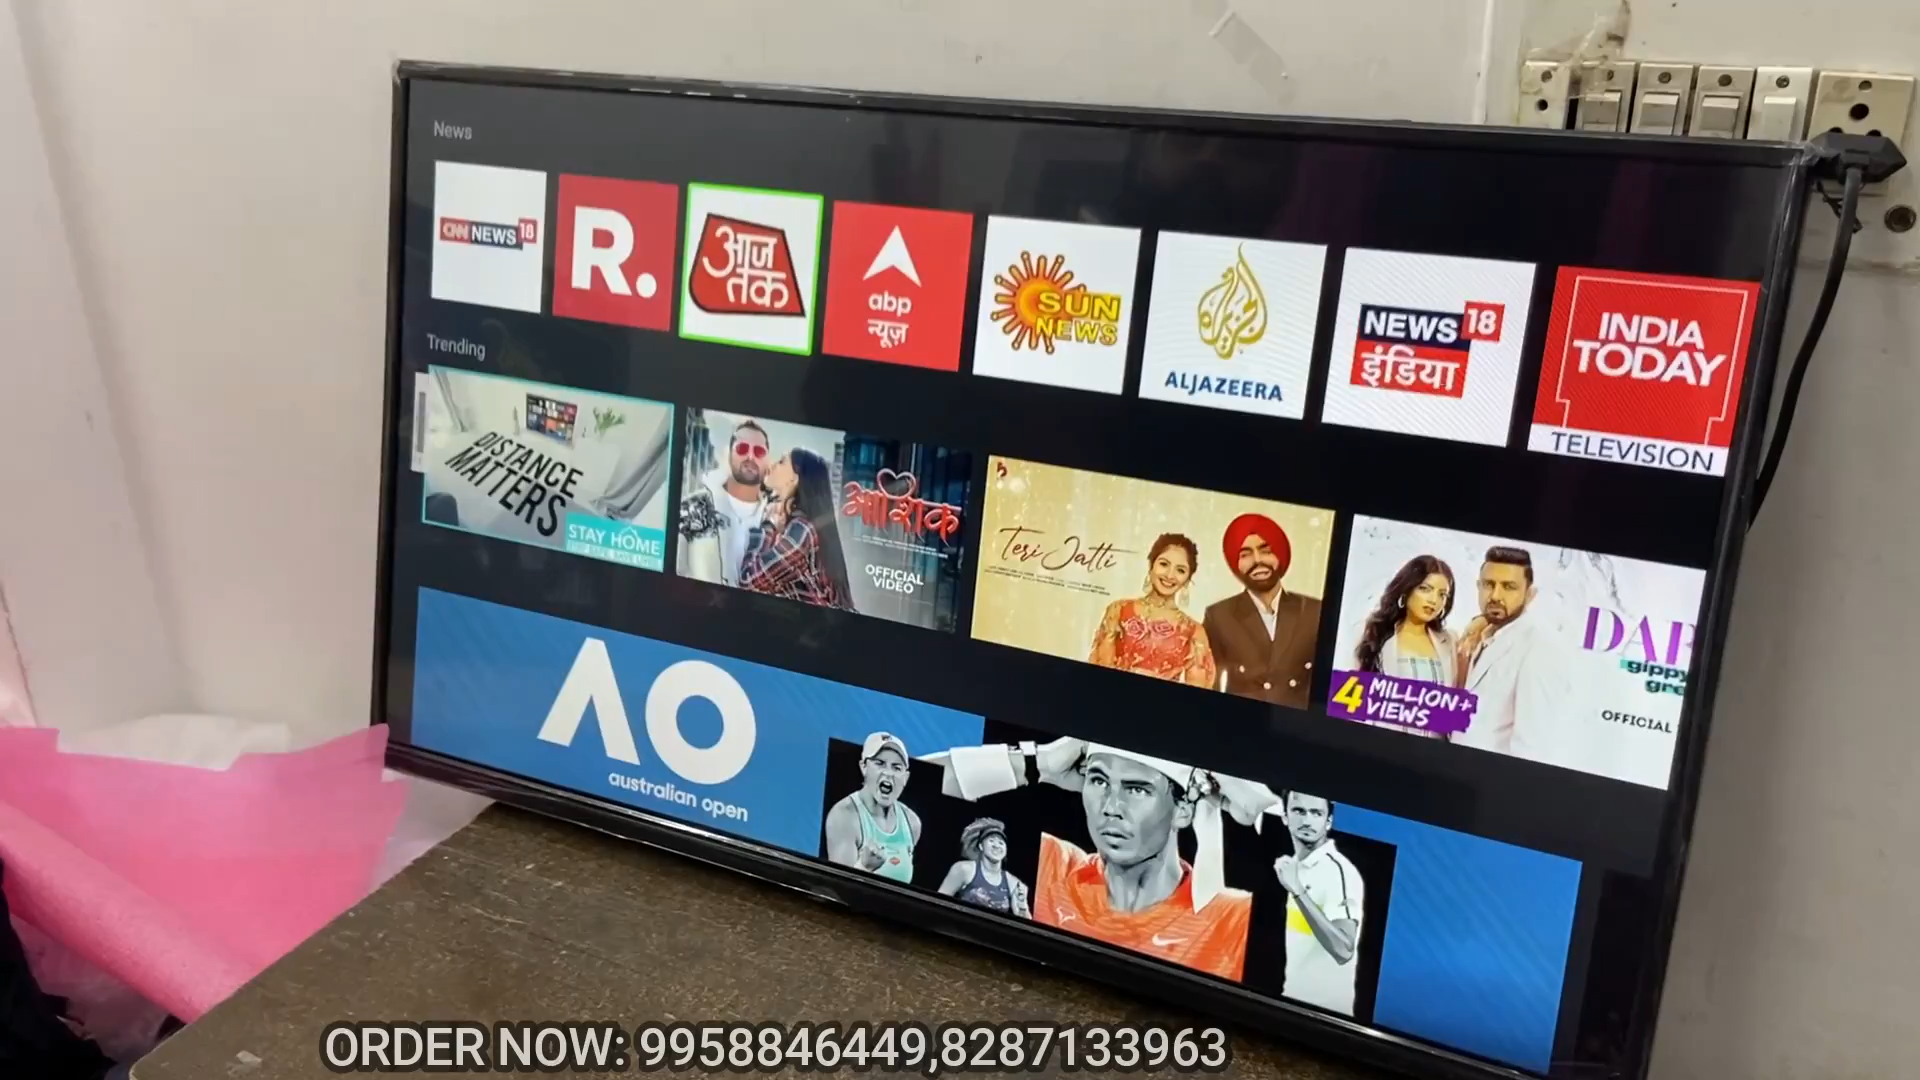 News
CNN NEWS 18
R.
आज
तक
abp
न्यूज़
SUN
NEWS
ALJAZEERA
NEWS 18
इंडिया
INDIA
TODAY
TELEVISION
Trending
DISTANCE
MATTERS
STAY HOME
आशिक
OFFICIAL
VIDEO
Teri Jatti
4 MILLION+
VIEWS
gippy
OFFICIAL
AO
australian open
ORDER NOW: 9958846449,8287133963